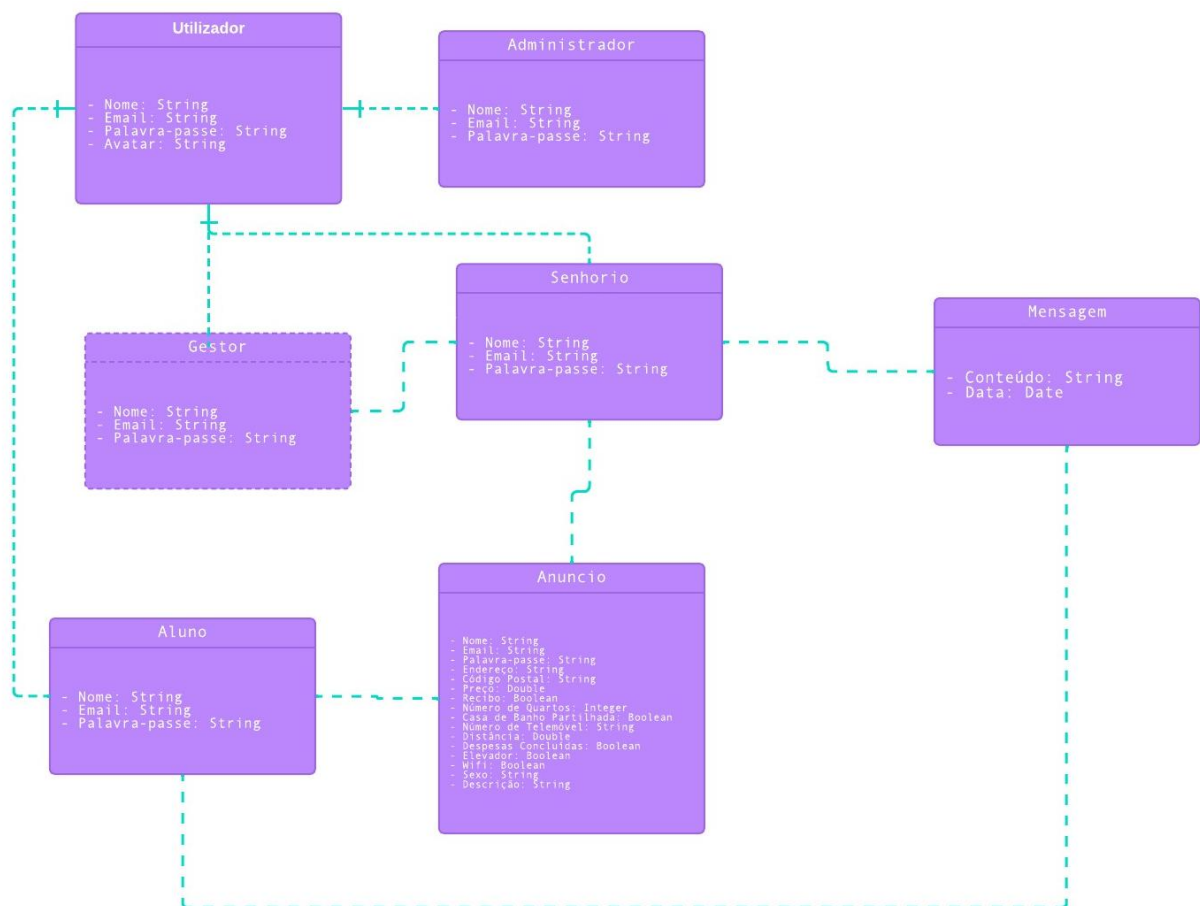 Utilizador
- Nome: String
- Email: String
- Palavra-passe: String
- Avatar: String
Administrador
- Nome: String
- Email: String
- Palavra-passe: String
Senhorio
- Nome: String
- Email: String
- Palavra-passe: String
Mensagem
- Conteúdo: String
- Data: Date
Gestor
- Nome: String
- Email: String
- Palavra-passe: String
Anuncio
- Nome: String
- Email: String
- Palavra-passe: String
- Endereço: String
- Código Postal: String
- Preço: Double
- Recibo: Boolean
- Número de Quartos: Integer
- Casa de Banho Partilhada: Boolean
- Número de Telemóvel: String
- Distância: Double
- Despesas Concluídas: Boolean
- Elevador: Boolean
- Wifi: Boolean
- Sexo: String
- Descrição: String
Aluno
- Nome: String
- Email: String
- Palavra-passe: String